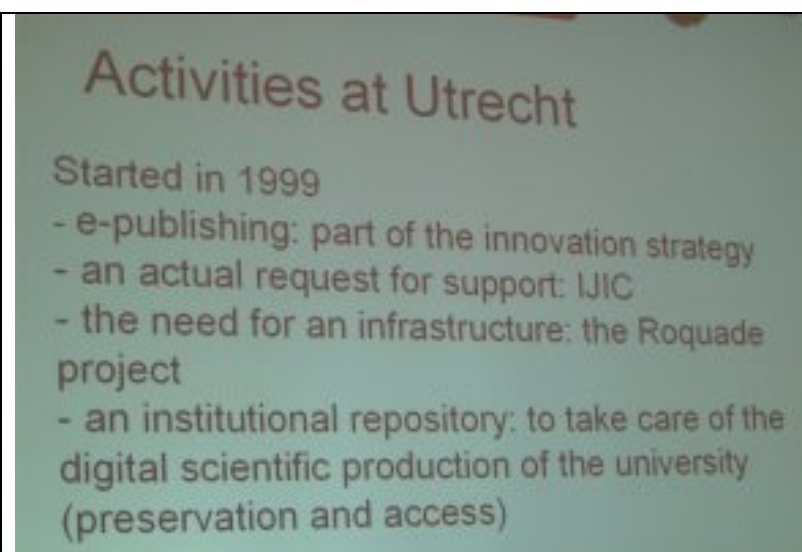 Activities at Utrecht
Started in 1999
- e-publishing: part of the innovation strategy
- an actual request for support: IJIC
- the need for an infrastructure: the Roquade
project
- an institutional repository: to take care of the
digital scientific production of the university
(preservation and access)